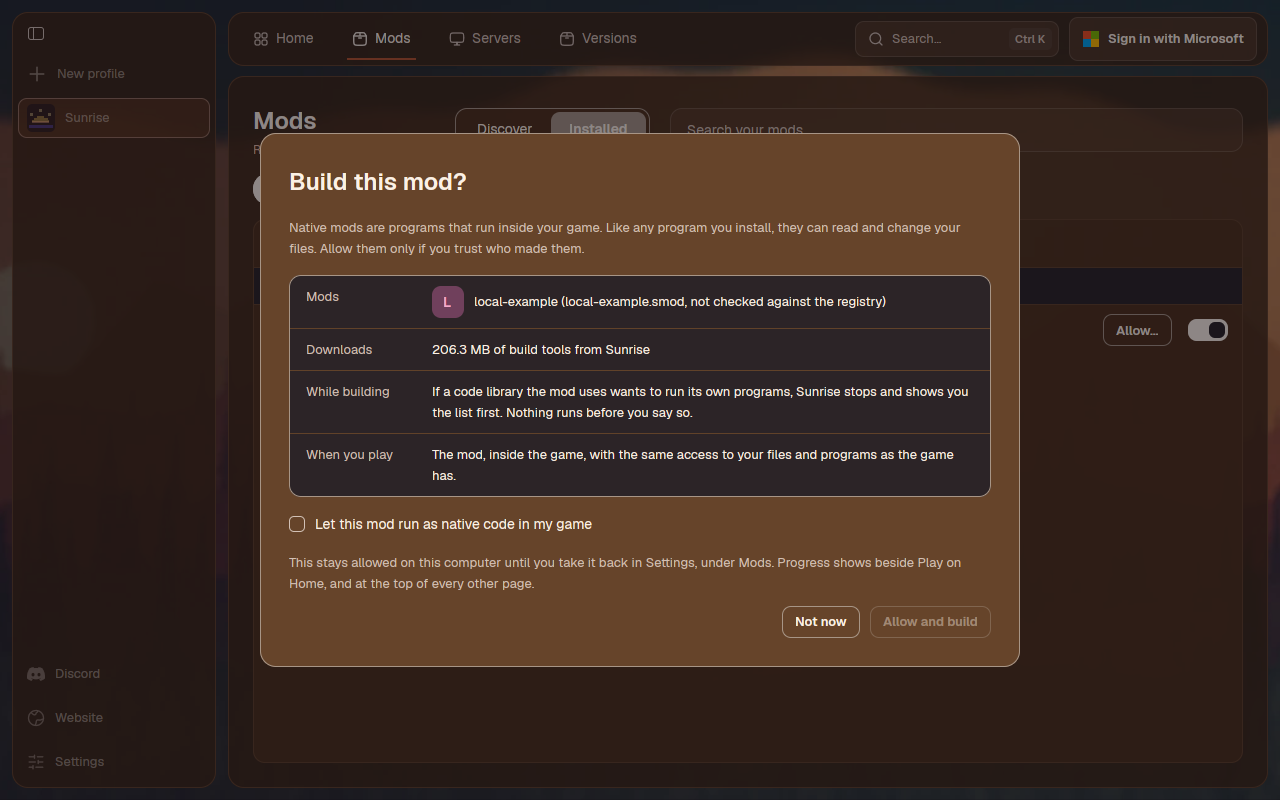 New profile
Sunrise
Discord
Website
Settings
Home
Mods
Servers
Versions
Search...
Ctrl K
Sign in with Microsoft
Mods
Discover
Installed
Search your mods
Allow...
Build this mod?
Native mods are programs that run inside your game. Like any program you install, they can read and change your
files. Allow them only if you trust who made them.
Mods
L
local-example (local-example.smod, not checked against the registry)
Downloads
206.3 MB of build tools from Sunrise
While building
If a code library the mod uses wants to run its own programs, Sunrise stops and shows you
the list first. Nothing runs before you say so.
When you play
The mod, inside the game, with the same access to your files and programs as the game
has.
Let this mod run as native code in my game
This stays allowed on this computer until you take it back in Settings, under Mods. Progress shows beside Play on
Home, and at the top of every other page.
Not now
Allow and build